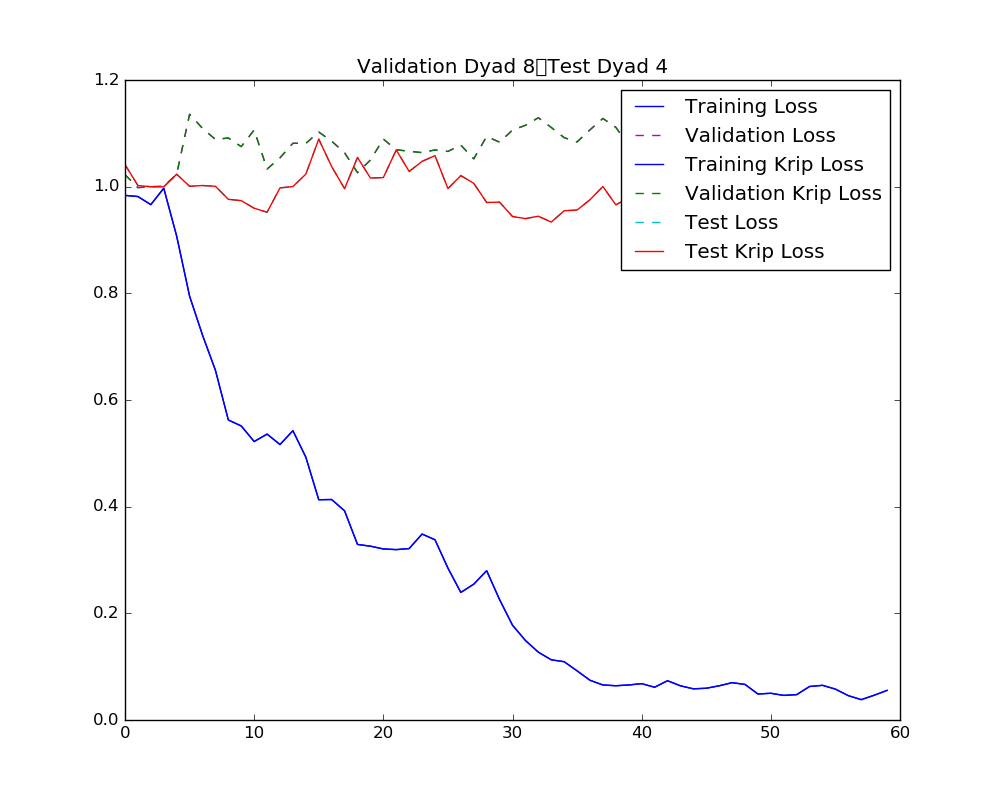 Validation Dyad 8▯Test Dyad 4
1.2
1.0
0.8
0.6
0.4
0.2
0.0
0 10 20 30 40 50 60
Training Loss
Validation Loss
Training Krip Loss
Validation Krip Loss
Test Loss
Test Krip Loss